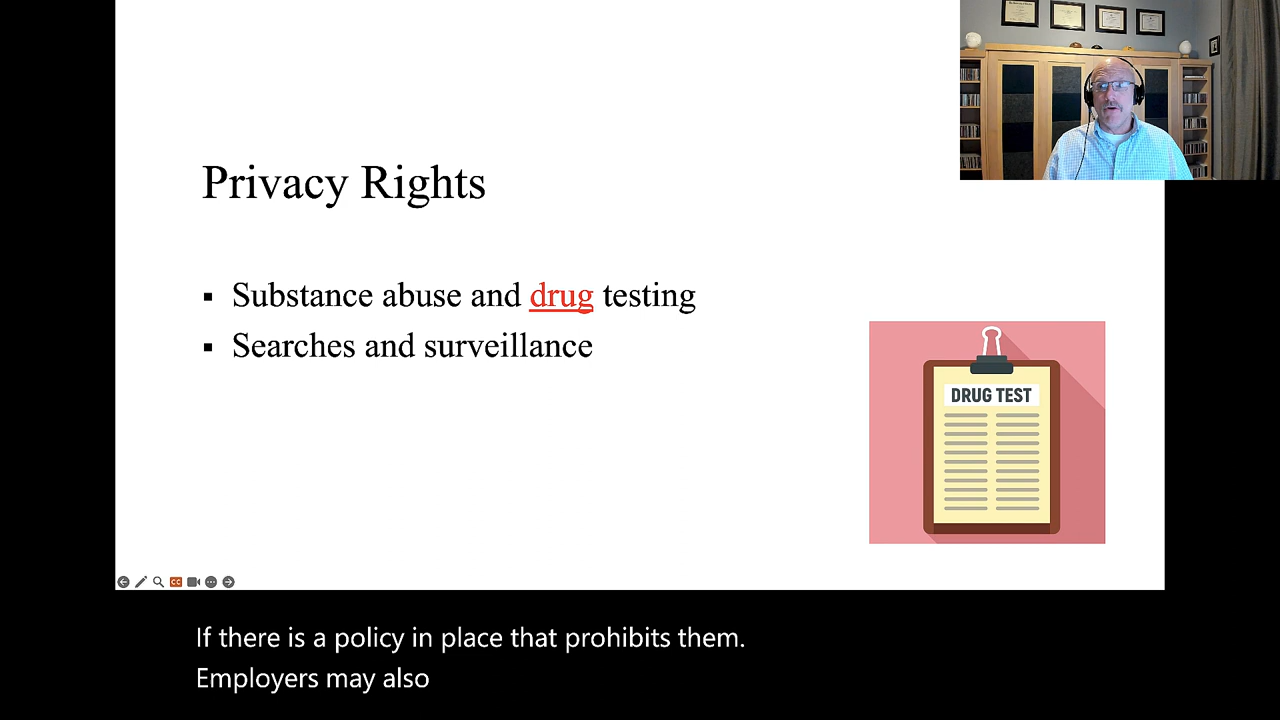 Privacy Rights
Substance abuse and drug testing
Searches and surveillance
DRUG TEST
CC
If there is a policy in place that prohibits them.
Employers may also